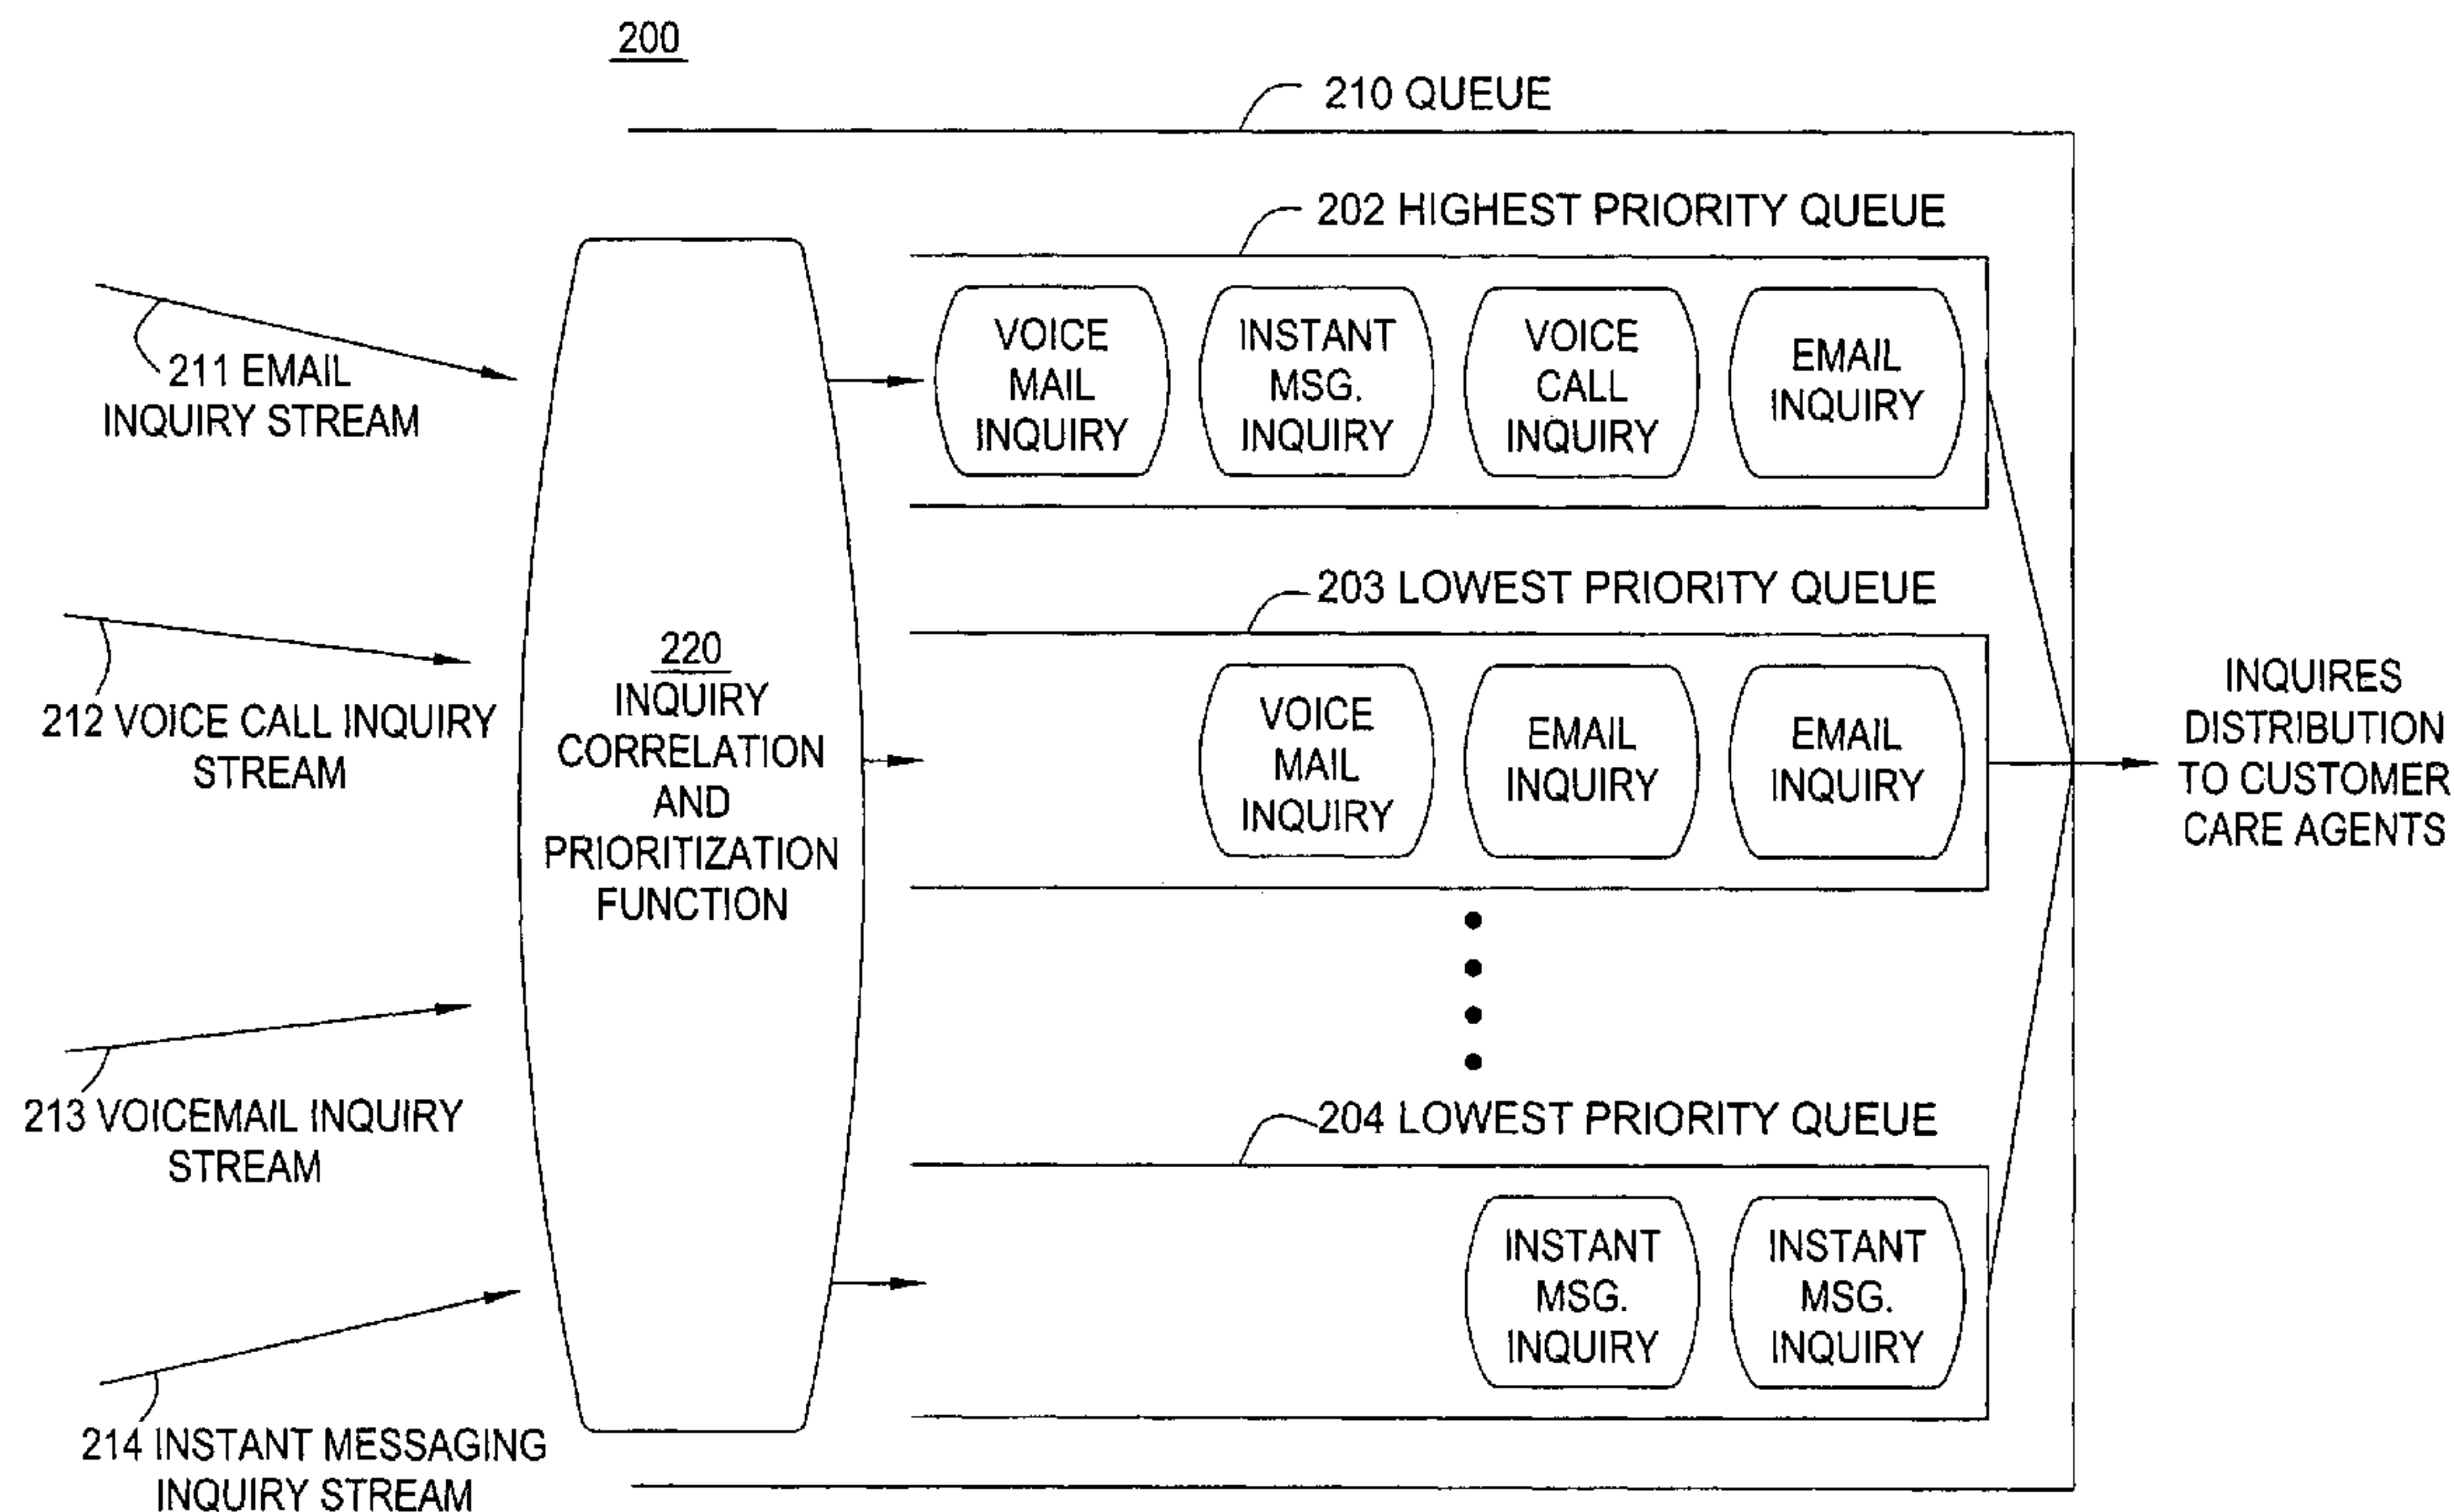 200
210 QUEUE
202 HIGHEST PRIORITY QUEUE
VOICE
MAIL
INQUIRY
INSTANT
MSG.
INQUIRY
VOICE
CALL
INQUIRY
EMAIL
INQUIRY
211 EMAIL
INQUIRY STREAM
203 LOWEST PRIORITY QUEUE
220
INQUIRY
CORRELATION
AND
PRIORITIZATION
FUNCTION
VOICE
MAIL
INQUIRY
EMAIL
INQUIRY
EMAIL
INQUIRY
INQUIRES
DISTRIBUTION
TO CUSTOMER
CARE AGENTS
212 VOICE CALL INQUIRY
STREAM
213 VOICEMAIL INQUIRY
STREAM
204 LOWEST PRIORITY QUEUE
INSTANT
MSG.
INQUIRY
INSTANT
MSG.
INQUIRY
214 INSTANT MESSAGING
INQUIRY STREAM